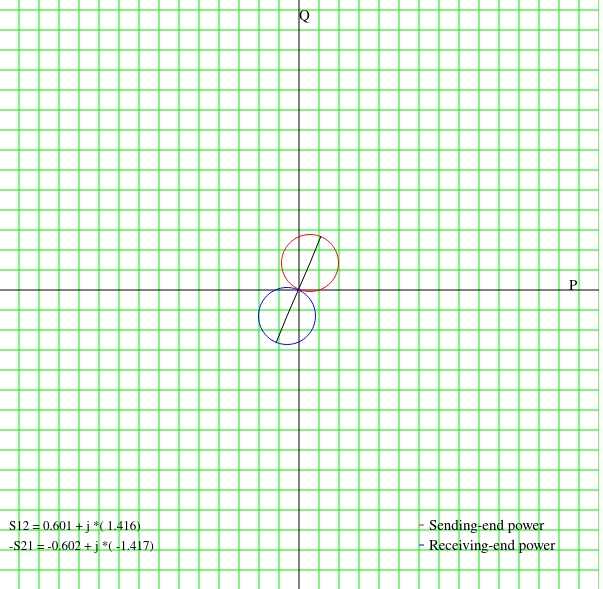 Q
P
S12 = 0.601 + j *( 1.416)
-S21 = -0.602 + j *( -1.417)
Sending-end power
Receiving-end power